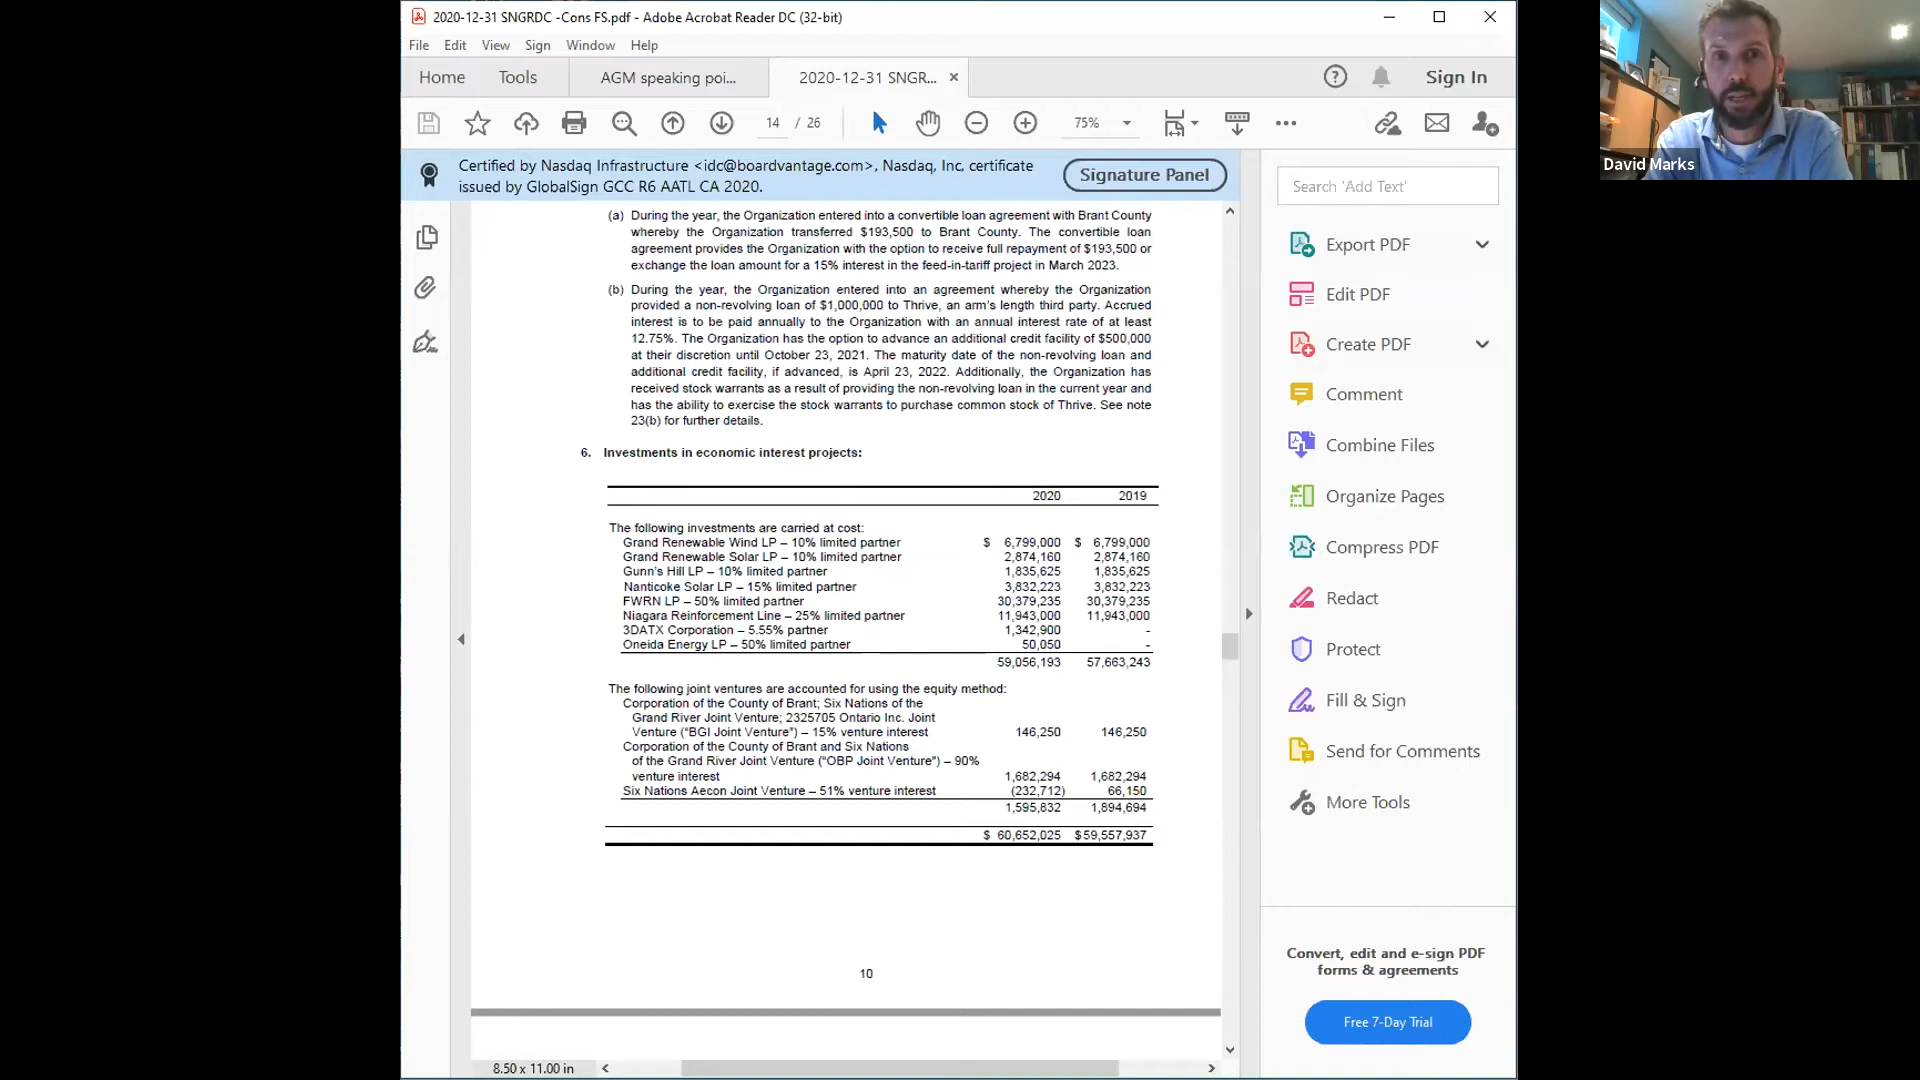 2020-12-31 SNGRDC -Cons FS.pdf - Adobe Acrobat Reader DC (32-bit)
File Edit View Sign Window Help
Home Tools AGM speaking poi... 2020-12-31 SNGR... × Sign In
14 / 26 75%
Certified by Nasdaq Infrastructure <idc@boardvantage.com>, Nasdaq, Inc, certificate
issued by GlobalSign GCC R6 AATL CA 2020.
Signature Panel
(a) During the year, the Organization entered into a convertible loan agreement with Brant County
whereby the Organization transferred $193,500 to Brant County. The convertible loan
agreement provides the Organization with the option to receive full repayment of $193,500 or
exchange the loan amount for a 15% interest in the feed-in-tariff project in March 2023.
(b) During the year, the Organization entered into an agreement whereby the Organization
provided a non-revolving loan of $1,000,000 to Thrive, an arm's length third party. Accrued
interest is to be paid annually to the Organization with an annual interest rate of at least
12.75%. The Organization has the option to advance an additional credit facility of $500,000
at their discretion until October 23, 2021. The maturity date of the non-revolving loan and
additional credit facility, if advanced, is April 23, 2022. Additionally, the Organization has
received stock warrants as a result of providing the non-revolving loan in the current year and
has the ability to exercise the stock warrants to purchase common stock of Thrive. See note
23(b) for further details.
6. Investments in economic interest projects:
2020 2019
The following investments are carried at cost:
Grand Renewable Wind LP – 10% limited partner $ 6,799,000 $ 6,799,000
Grand Renewable Solar LP – 10% limited partner 2,874,160 2,874,160
Gunn's Hill LP – 10% limited partner 1,835,625 1,835,625
Nanticoke Solar LP – 15% limited partner 3,832,223 3,832,223
FWRN LP – 50% limited partner 30,379,235 30,379,235
Niagara Reinforcement Line – 25% limited partner 11,943,000 11,943,000
3DATX Corporation – 5.55% partner 1,342,900 -
Oneida Energy LP – 50% limited partner 50,050 -
59,056,193 57,663,243
The following joint ventures are accounted for using the equity method:
Corporation of the County of Brant; Six Nations of the
Grand River Joint Venture; 2325705 Ontario Inc. Joint
Venture ("BGI Joint Venture") – 15% venture interest 146,250 146,250
Corporation of the County of Brant and Six Nations
of the Grand River Joint Venture ("OBP Joint Venture") – 90%
venture interest 1,682,294 1,682,294
Six Nations Aecon Joint Venture – 51% venture interest (232,712) 66,150
1,595,832 1,894,694
$ 60,652,025 $59,557,937
10
8.50 x 11.00 in
Search 'Add Text'
Export PDF
Edit PDF
Create PDF
Comment
Combine Files
Organize Pages
Compress PDF
Redact
Protect
Fill & Sign
Send for Comments
More Tools
Convert, edit and e-sign PDF
forms & agreements
Free 7-Day Trial
David Marks